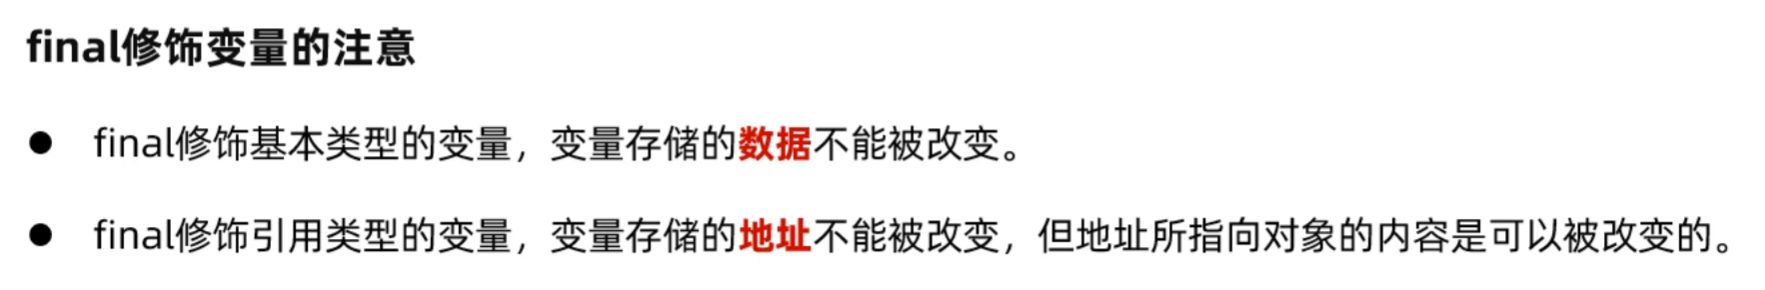 final修饰变量的注意
● final修饰基本类型的变量，变量存储的数据不能被改变。
● final修饰引用类型的变量，变量存储的地址不能被改变，但地址所指向对象的内容是可以被改变的。